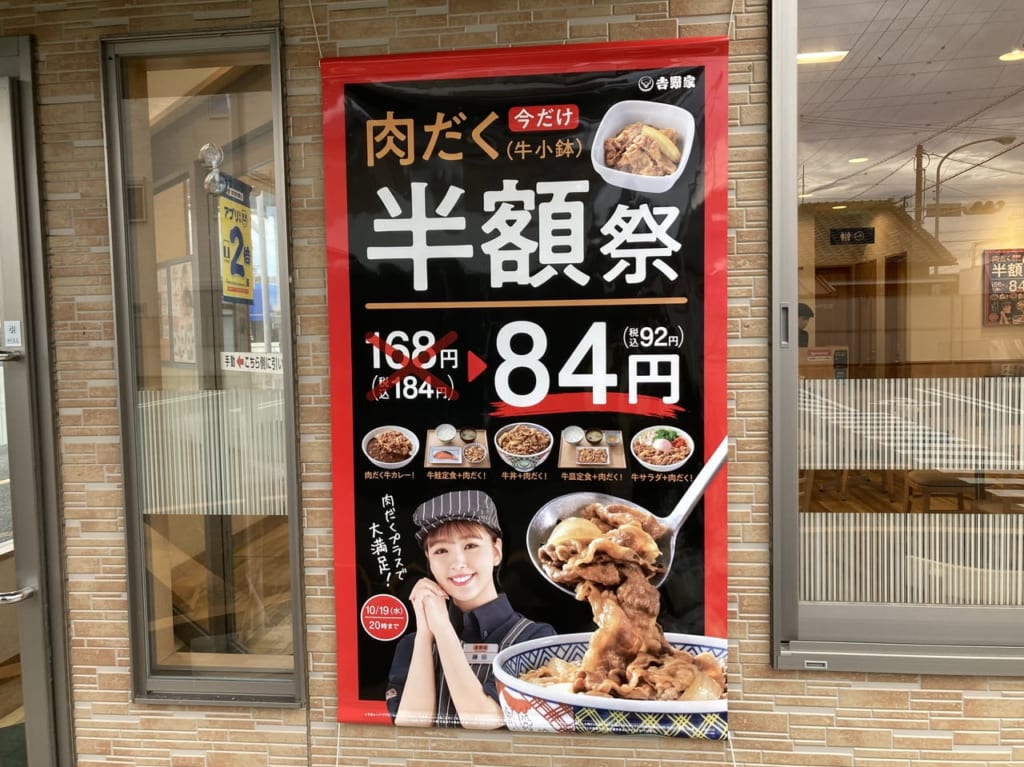 吉野家
肉だく
今だけ
(牛小鉢)
半額祭
168円
(税込184円)
84円
(税込92円)
肉だく牛カレー!
牛鮭定食+肉だく!
牛丼+肉だく!
牛皿定食+肉だく!
牛サラダ+肉だく!
肉だくプラスで
大満足!
10/19(水)
20時まで
手動←こちら側に引い
2
引
半額
84